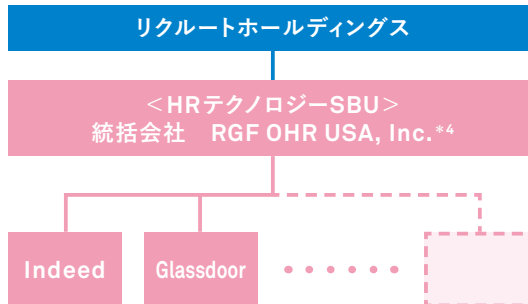 リクルートホールディングス
＜HRテクノロジーSBU＞
統括会社　RGF OHR USA, Inc.*4
Indeed
Glassdoor